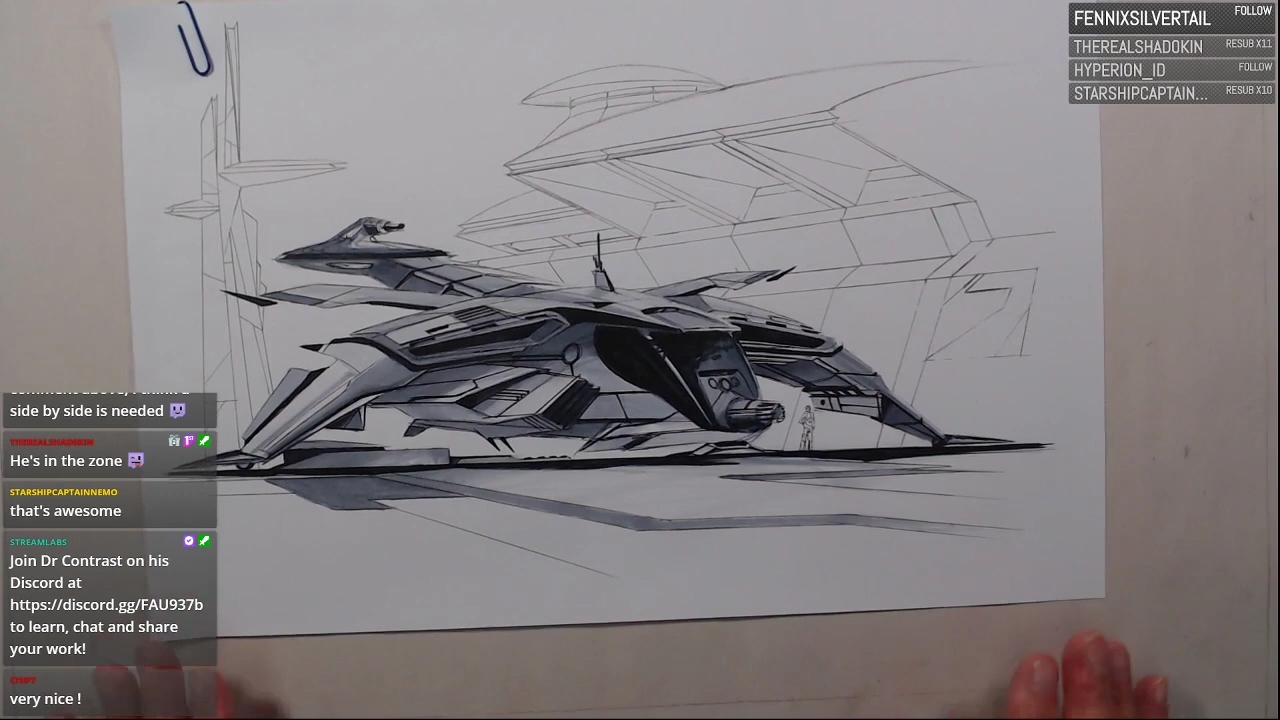 side by side is needed
THEREALSHADOKIN
He's in the zone
STARSHIPCAPTAINNEMO
that's awesome
STREAMLABS
Join Dr Contrast on his
Discord at
https://discord.gg/FAU937b
to learn, chat and share
your work!
very nice !
FENNIXSILVERTAIL FOLLOW
THEREALSHADOKIN RESUB X11
HYPERION_ID FOLLOW
STARSHIPCAPTAIN... RESUB X10